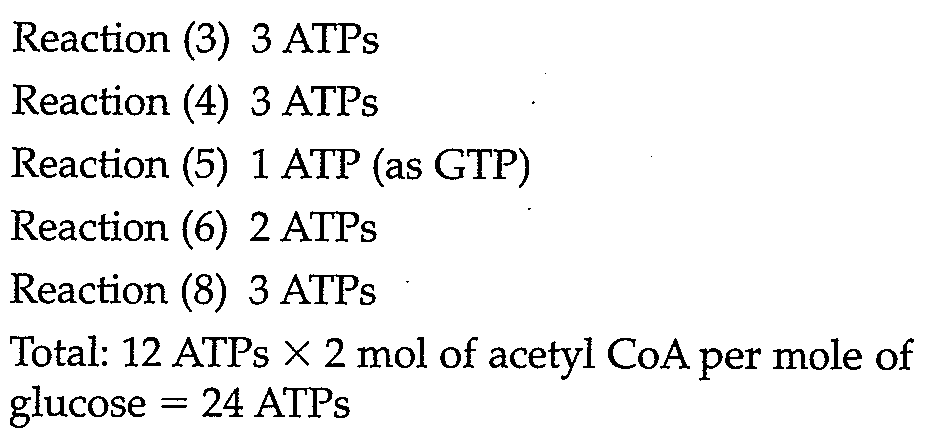 Reaction (3) 3 ATPs
Reaction (4) 3 ATPs
Reaction (5) 1 ATP (as GTP)
Reaction (6) 2 ATPs
Reaction (8) 3 ATPs
Total: 12 ATPs × 2 mol of acetyl CoA per mole of
glucose = 24 ATPs